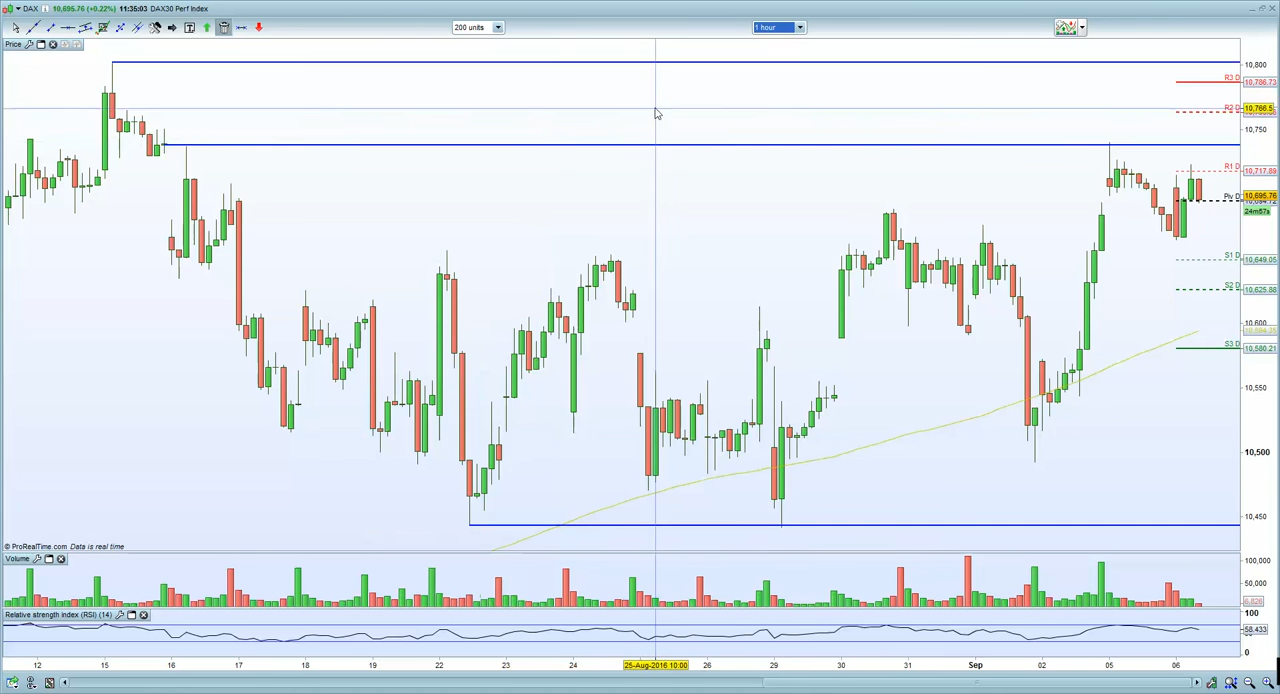 DAX 10,695.76 (+0.22%) 11:35:03 DAX30 Perf Index
200 units
1 hour
Price
10,800
R3 D
10,786.73
R2 D
10,766.5
10,750
R1 D
10,717.89
10,695.76
Piv D
24m57s
S1 D
10,649.05
S2 D
10,625.88
10,600
S3 D
10,580.21
10,550
10,500
10,450
© ProRealTime.com Data is real time
Volume
100,000
50,000
Relative strength index (RSI) (14)
100
58.433
0
12 15 16 17 18 19 22 23 24 25-Aug-2016 10:00 26 29 30 31 Sep 02 05 06